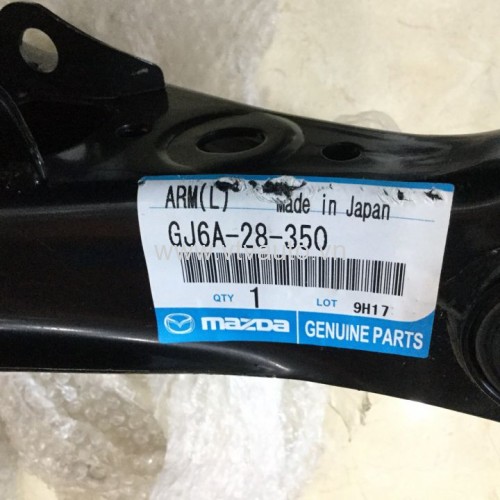 ARM(L) Made in Japan
GJ6A-28-350
QTY 1 LOT 9H17
mazda GENUINE PARTS